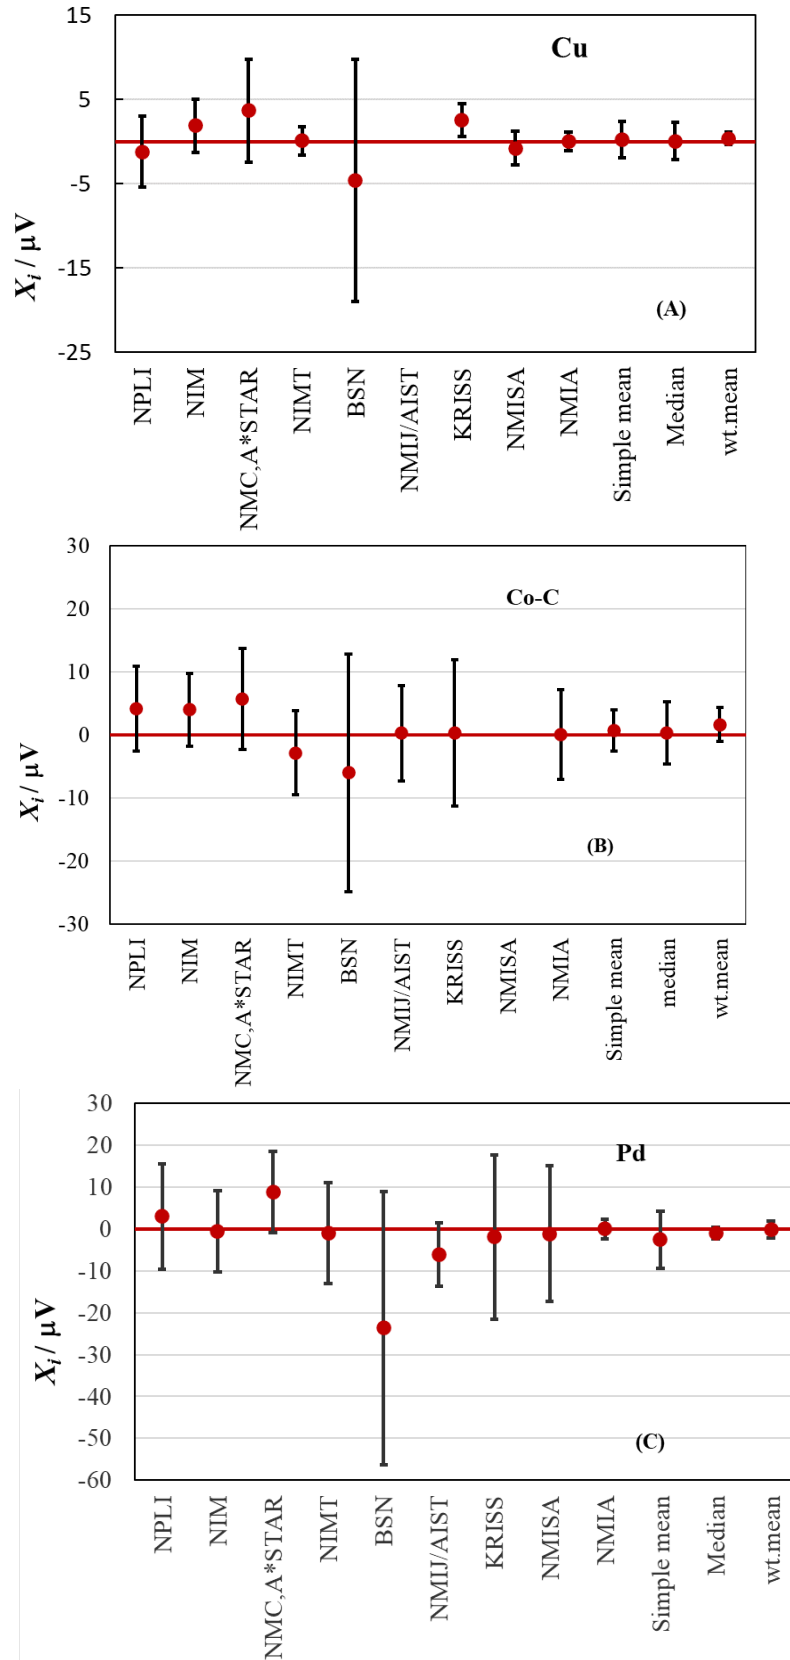 15
5
-5
-15
-25
X_i / μV
Cu
(A)
NPLI
NIM
NMC,A*STAR
NIMT
BSN
NMIJ/AIST
KRISS
NMISA
NMIA
Simple mean
Median
wt.mean
30
20
10
0
-10
-20
-30
X_i / μV
Co-C
(B)
NPLI
NIM
NMC,A*STAR
NIMT
BSN
NMIJ/AIST
KRISS
NMISA
NMIA
Simple mean
median
wt.mean
30
20
10
0
-10
-20
-30
-40
-50
-60
X_i / μV
Pd
(C)
NPLI
NIM
NMC,A*STAR
NIMT
BSN
NMIJ/AIST
KRISS
NMISA
NMIA
Simple mean
Median
wt.mean